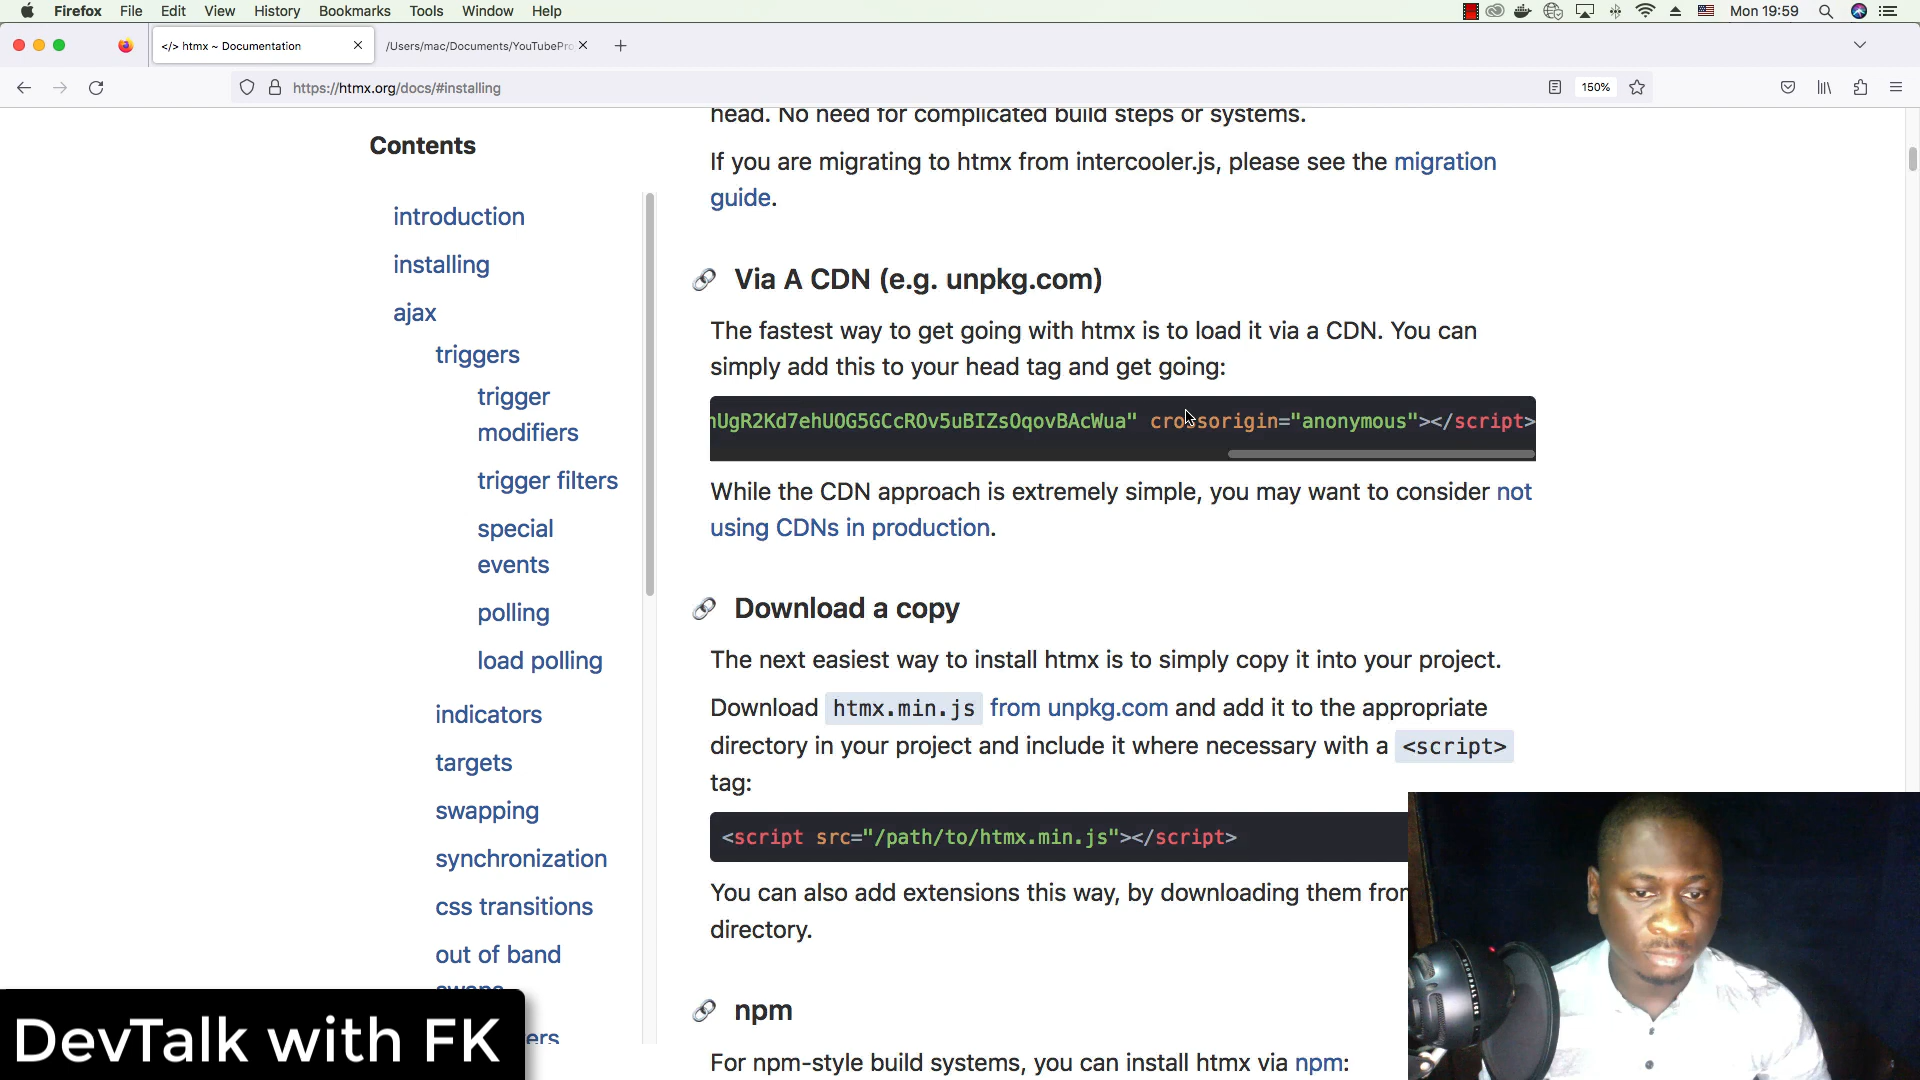 Firefox File Edit View History Bookmarks Tools Window Help
Mon 19:59
</> htmx ~ Documentation
/Users/mac/Documents/YouTubePro
https://htmx.org/docs/#installing
150%
Contents
introduction
installing
ajax
triggers
trigger
modifiers
trigger filters
special
events
polling
load polling
indicators
targets
swapping
synchronization
css transitions
out of band
swaps
ers
head. No need for complicated build steps or systems.
If you are migrating to htmx from intercooler.js, please see the migration
guide.
Via A CDN (e.g. unpkg.com)
The fastest way to get going with htmx is to load it via a CDN. You can
simply add this to your head tag and get going:
UgR2Kd7ehUOG5GCcR0v5uBIZsOqovBAcWua" crossorigin="anonymous"></script>
While the CDN approach is extremely simple, you may want to consider not
using CDNs in production.
Download a copy
The next easiest way to install htmx is to simply copy it into your project.
Download htmx.min.js from unpkg.com and add it to the appropriate
directory in your project and include it where necessary with a <script>
tag:
<script src="/path/to/htmx.min.js"></script>
You can also add extensions this way, by downloading them from
directory.
npm
For npm-style build systems, you can install htmx via npm:
DevTalk with FK